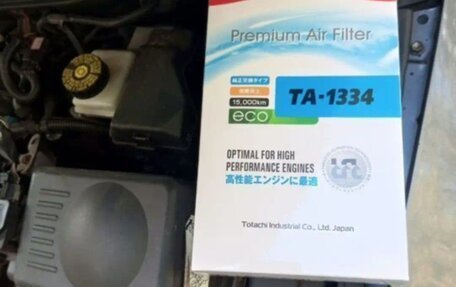 Premium Air Filter
純正交換タイプ
15,000km
TA-1334
eco
OPTIMAL FOR HIGH
PERFORMANCE ENGINES
高性能エンジンに最適
Totachi Industrial Co., Ltd. Japan